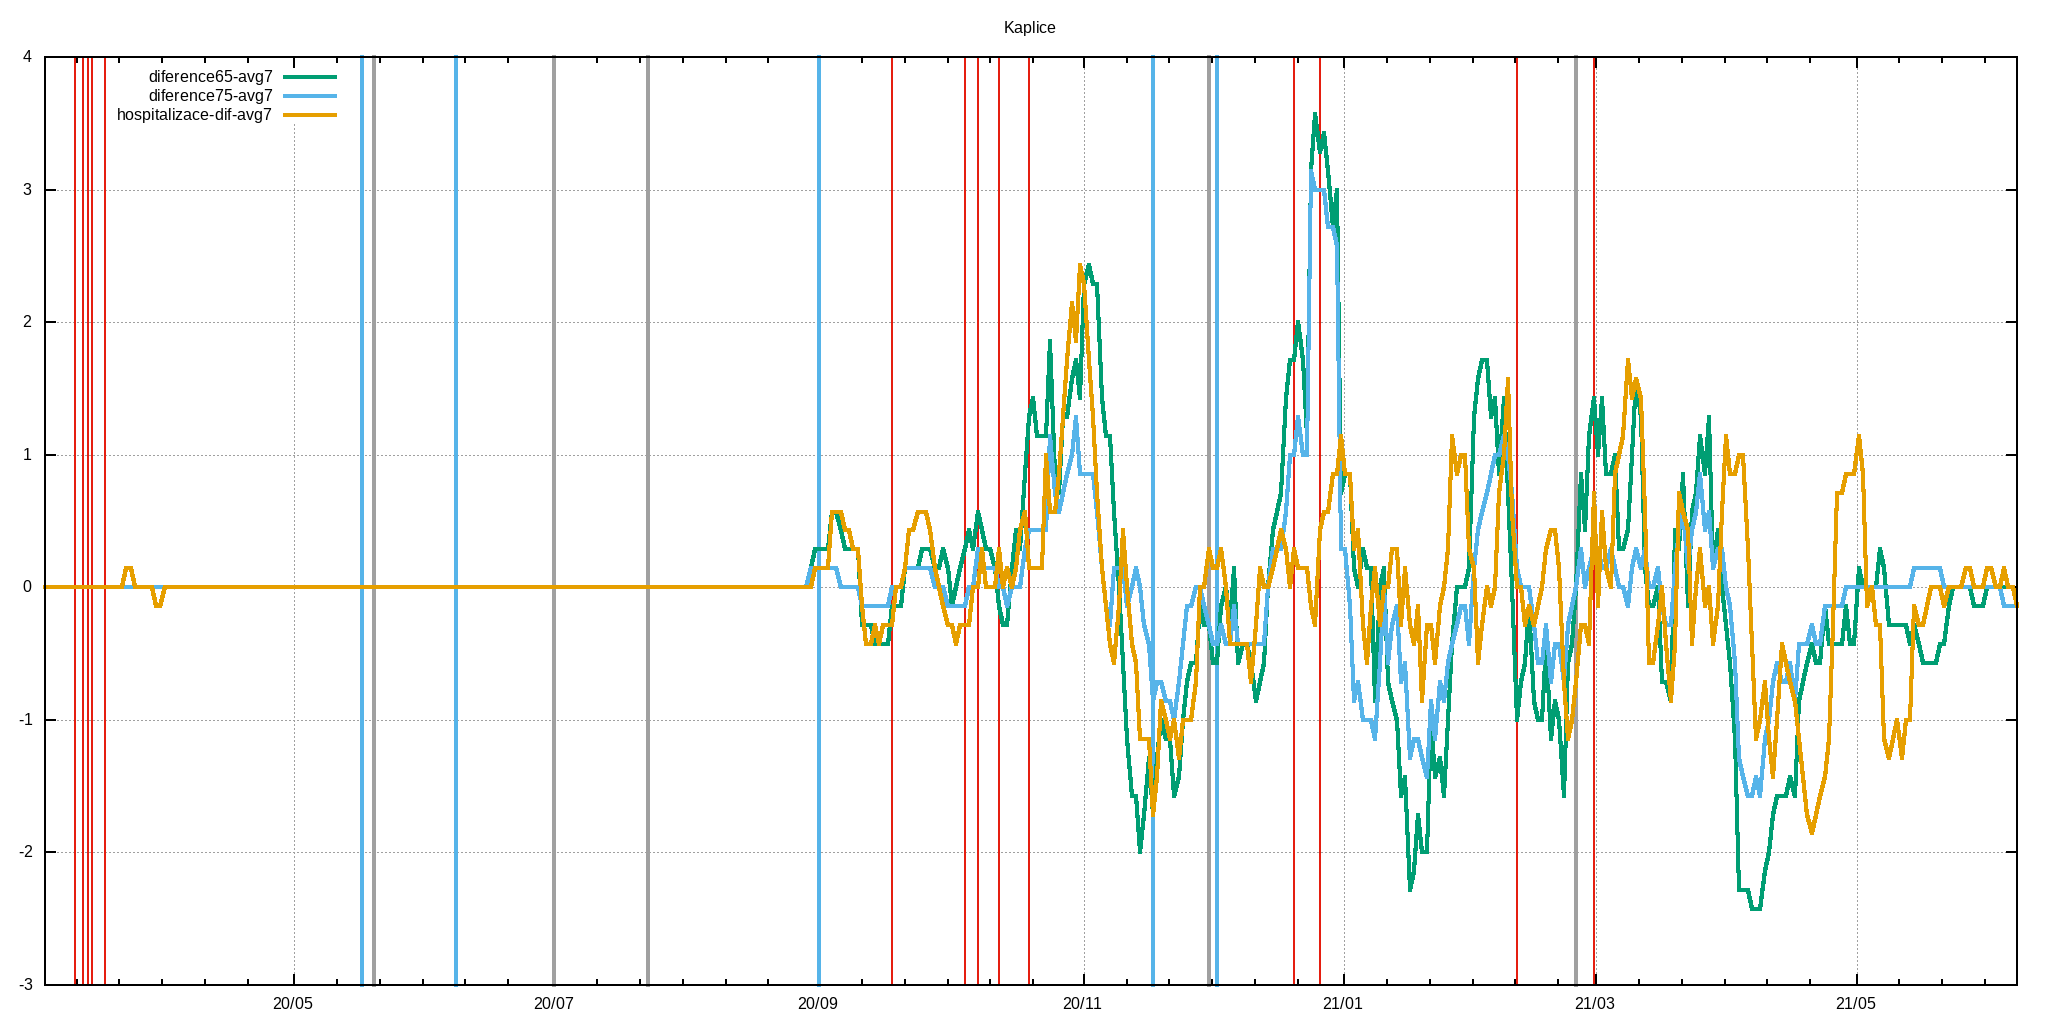 Kaplice
diference65-avg7
diference75-avg7
hospitalizace-dif-avg7
4
3
2
1
0
-1
-2
-3
20/05 20/07 20/09 20/11 21/01 21/03 21/05